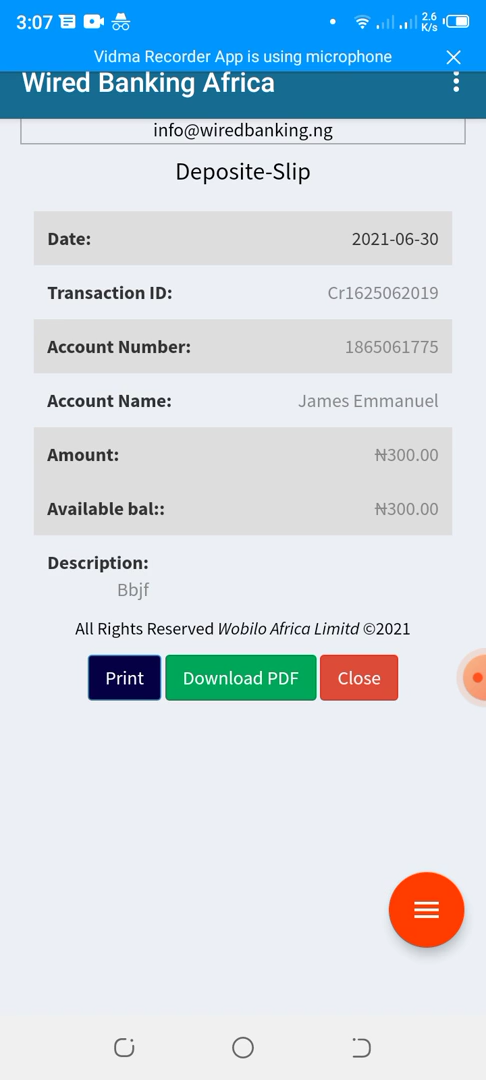 3:07 2.6 K/s
Vidma Recorder App is using microphone
Wired Banking Africa
info@wiredbanking.ng
Deposite-Slip
Date: 2021-06-30
Transaction ID: Cr1625062019
Account Number: 1865061775
Account Name: James Emmanuel
Amount: ₦300.00
Available bal:: ₦300.00
Description:
Bbjf
All Rights Reserved Wobilo Africa Limitd ©2021
Print Download PDF Close